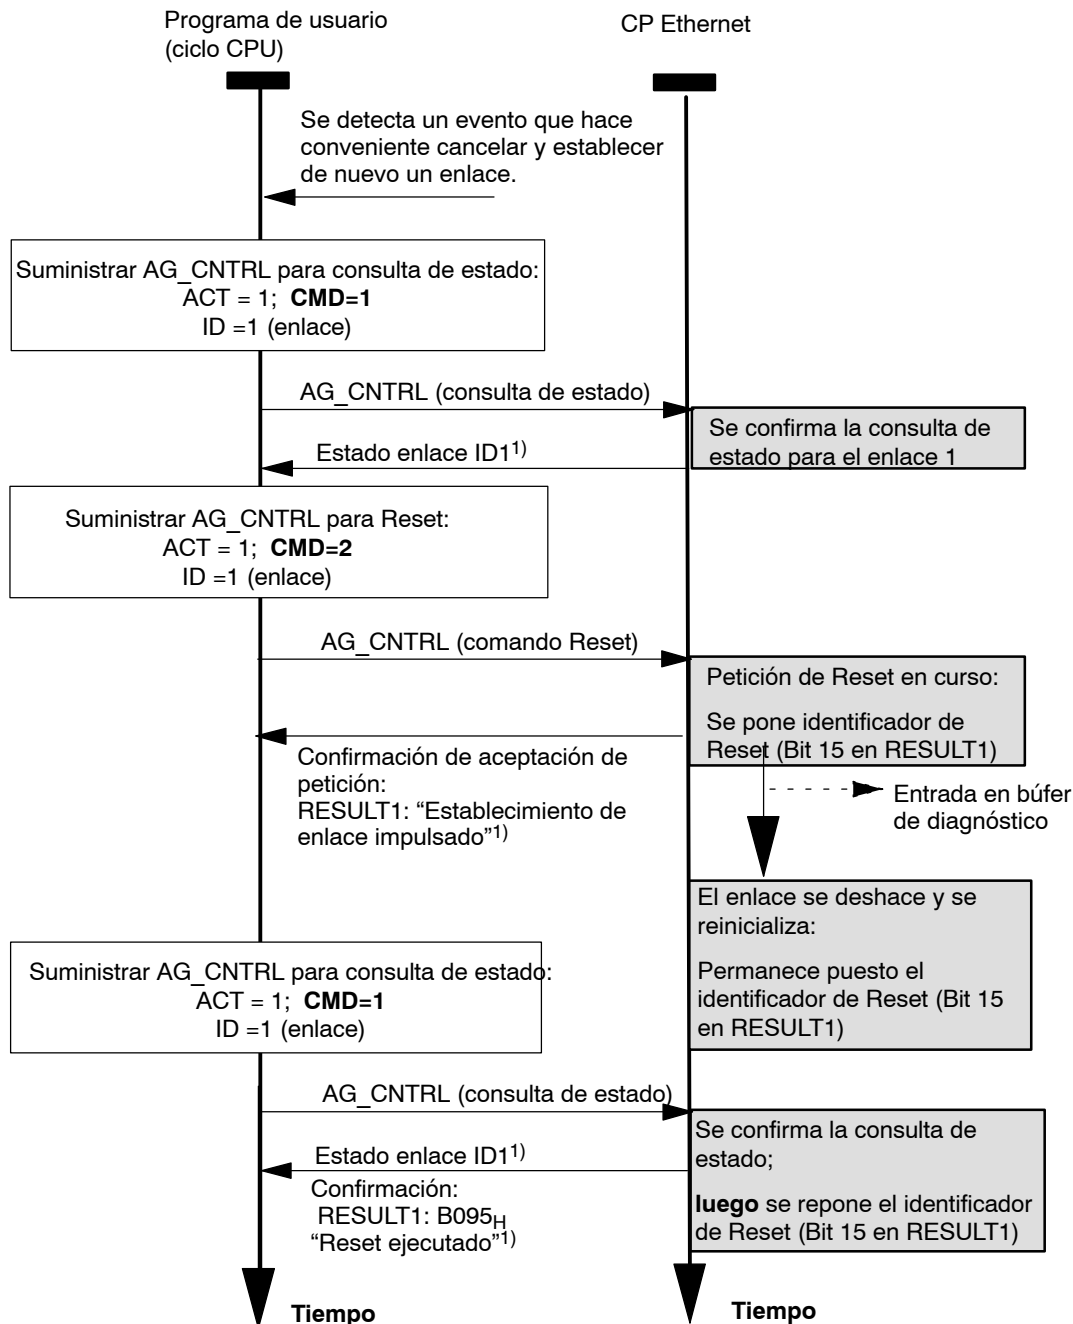 Programa de usuario
(ciclo CPU)
CP Ethernet
Se detecta un evento que hace
conveniente cancelar y establecer
de nuevo un enlace.
Suministrar AG_CNTRL para consulta de estado:
ACT = 1; CMD=1
ID =1 (enlace)
AG_CNTRL (consulta de estado)
Se confirma la consulta de
estado para el enlace 1
Estado enlace ID11)
Suministrar AG_CNTRL para Reset:
ACT = 1; CMD=2
ID =1 (enlace)
AG_CNTRL (comando Reset)
Petición de Reset en curso:
Se pone identificador de
Reset (Bit 15 en RESULT1)
Confirmación de aceptación de
petición:
RESULT1: “Establecimiento de
enlace impulsado”1)
Entrada en búfer
de diagnóstico
El enlace se deshace y se
reinicializa:
Permanece puesto el
identificador de Reset (Bit 15
en RESULT1)
Suministrar AG_CNTRL para consulta de estado:
ACT = 1; CMD=1
ID =1 (enlace)
AG_CNTRL (consulta de estado)
Se confirma la consulta de
estado;
luego se repone el identificador
de Reset (Bit 15 en RESULT1)
Estado enlace ID11)
Confirmación:
RESULT1: B095H
“Reset ejecutado”1)
Tiempo
Tiempo